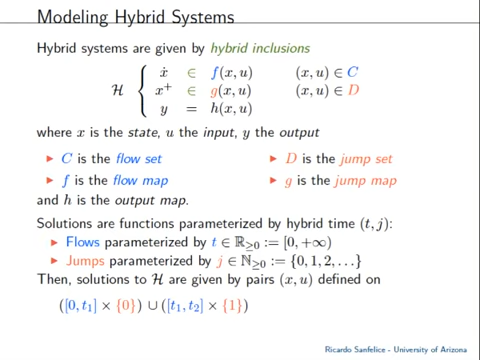 Modeling Hybrid Systems
Hybrid systems are given by hybrid inclusions
ẋ ∈ f(x, u) (x, u) ∈ C
ℋ { x⁺ ∈ g(x, u) (x, u) ∈ D
y = h(x, u)
where x is the state, u the input, y the output
▶ C is the flow set ▶ D is the jump set
▶ f is the flow map ▶ g is the jump map
and h is the output map.
Solutions are functions parameterized by hybrid time (t, j):
▶ Flows parameterized by t ∈ ℝ≥0 := [0, +∞)
▶ Jumps parameterized by j ∈ ℕ≥0 := {0, 1, 2, . . .}
Then, solutions to ℋ are given by pairs (x, u) defined on
([0, t₁] × {0}) ∪ ([t₁, t₂] × {1})
Ricardo Sanfelice - University of Arizona